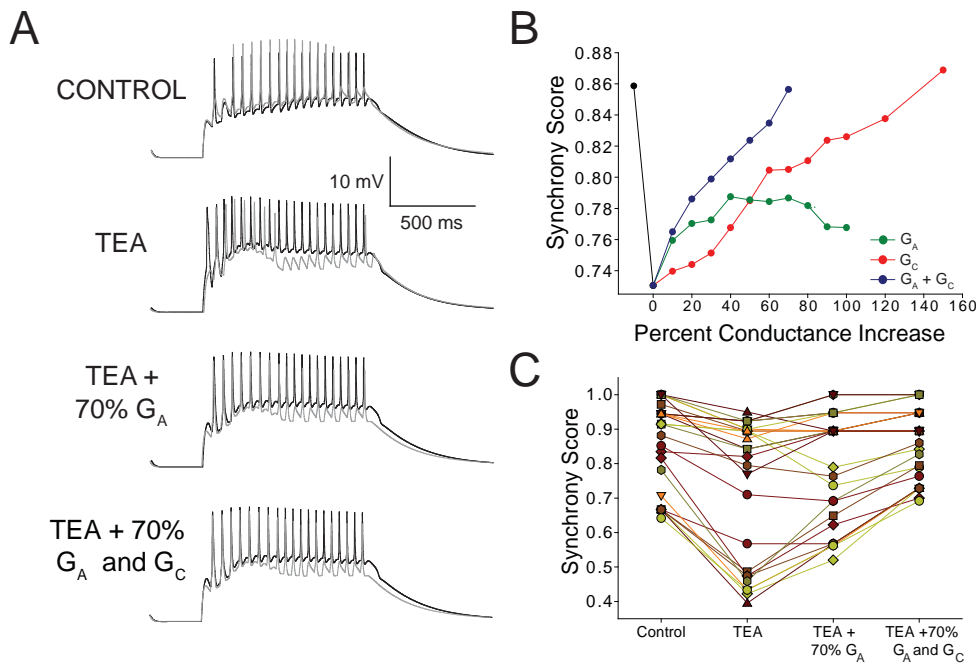 A
CONTROL
10 mV
500 ms
TEA
TEA +
70% GA
TEA + 70%
GA and GC
B
Synchrony Score
0.88
0.86
0.84
0.82
0.80
0.78
0.76
0.74
GA
GC
GA + GC
0 20 40 60 80 100 120 140 160
Percent Conductance Increase
C
Synchrony Score
1.0
0.9
0.8
0.7
0.6
0.5
0.4
Control TEA TEA + TEA +70%
70% GA GA and GC